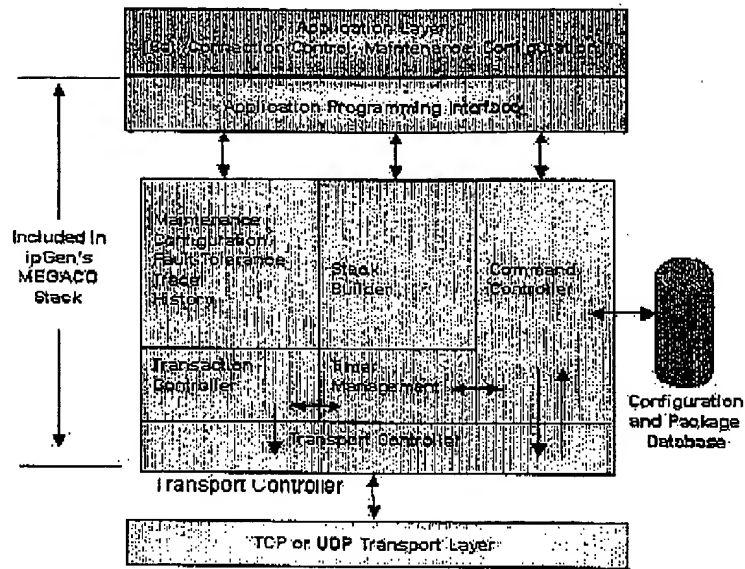 Application Layer
Connection Control, Maintenance, Configuration
Application Programming Interface
Included in
ipGen's
MEGACO
Stack
Maintenance
Configuration
Fault Tolerance
Trace
History
Stack
Builder
Command
Controller
Transaction
Controller
Timer
Management
Transport Controller
Transport Controller
Configuration
and Package
Database
TCP or UDP Transport Layer